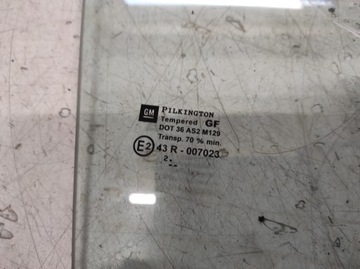 GM PILKINGTON
Tempered GF
DOT 36 AS2 M129
Transp. 70 % min.
E2 43 R - 007023